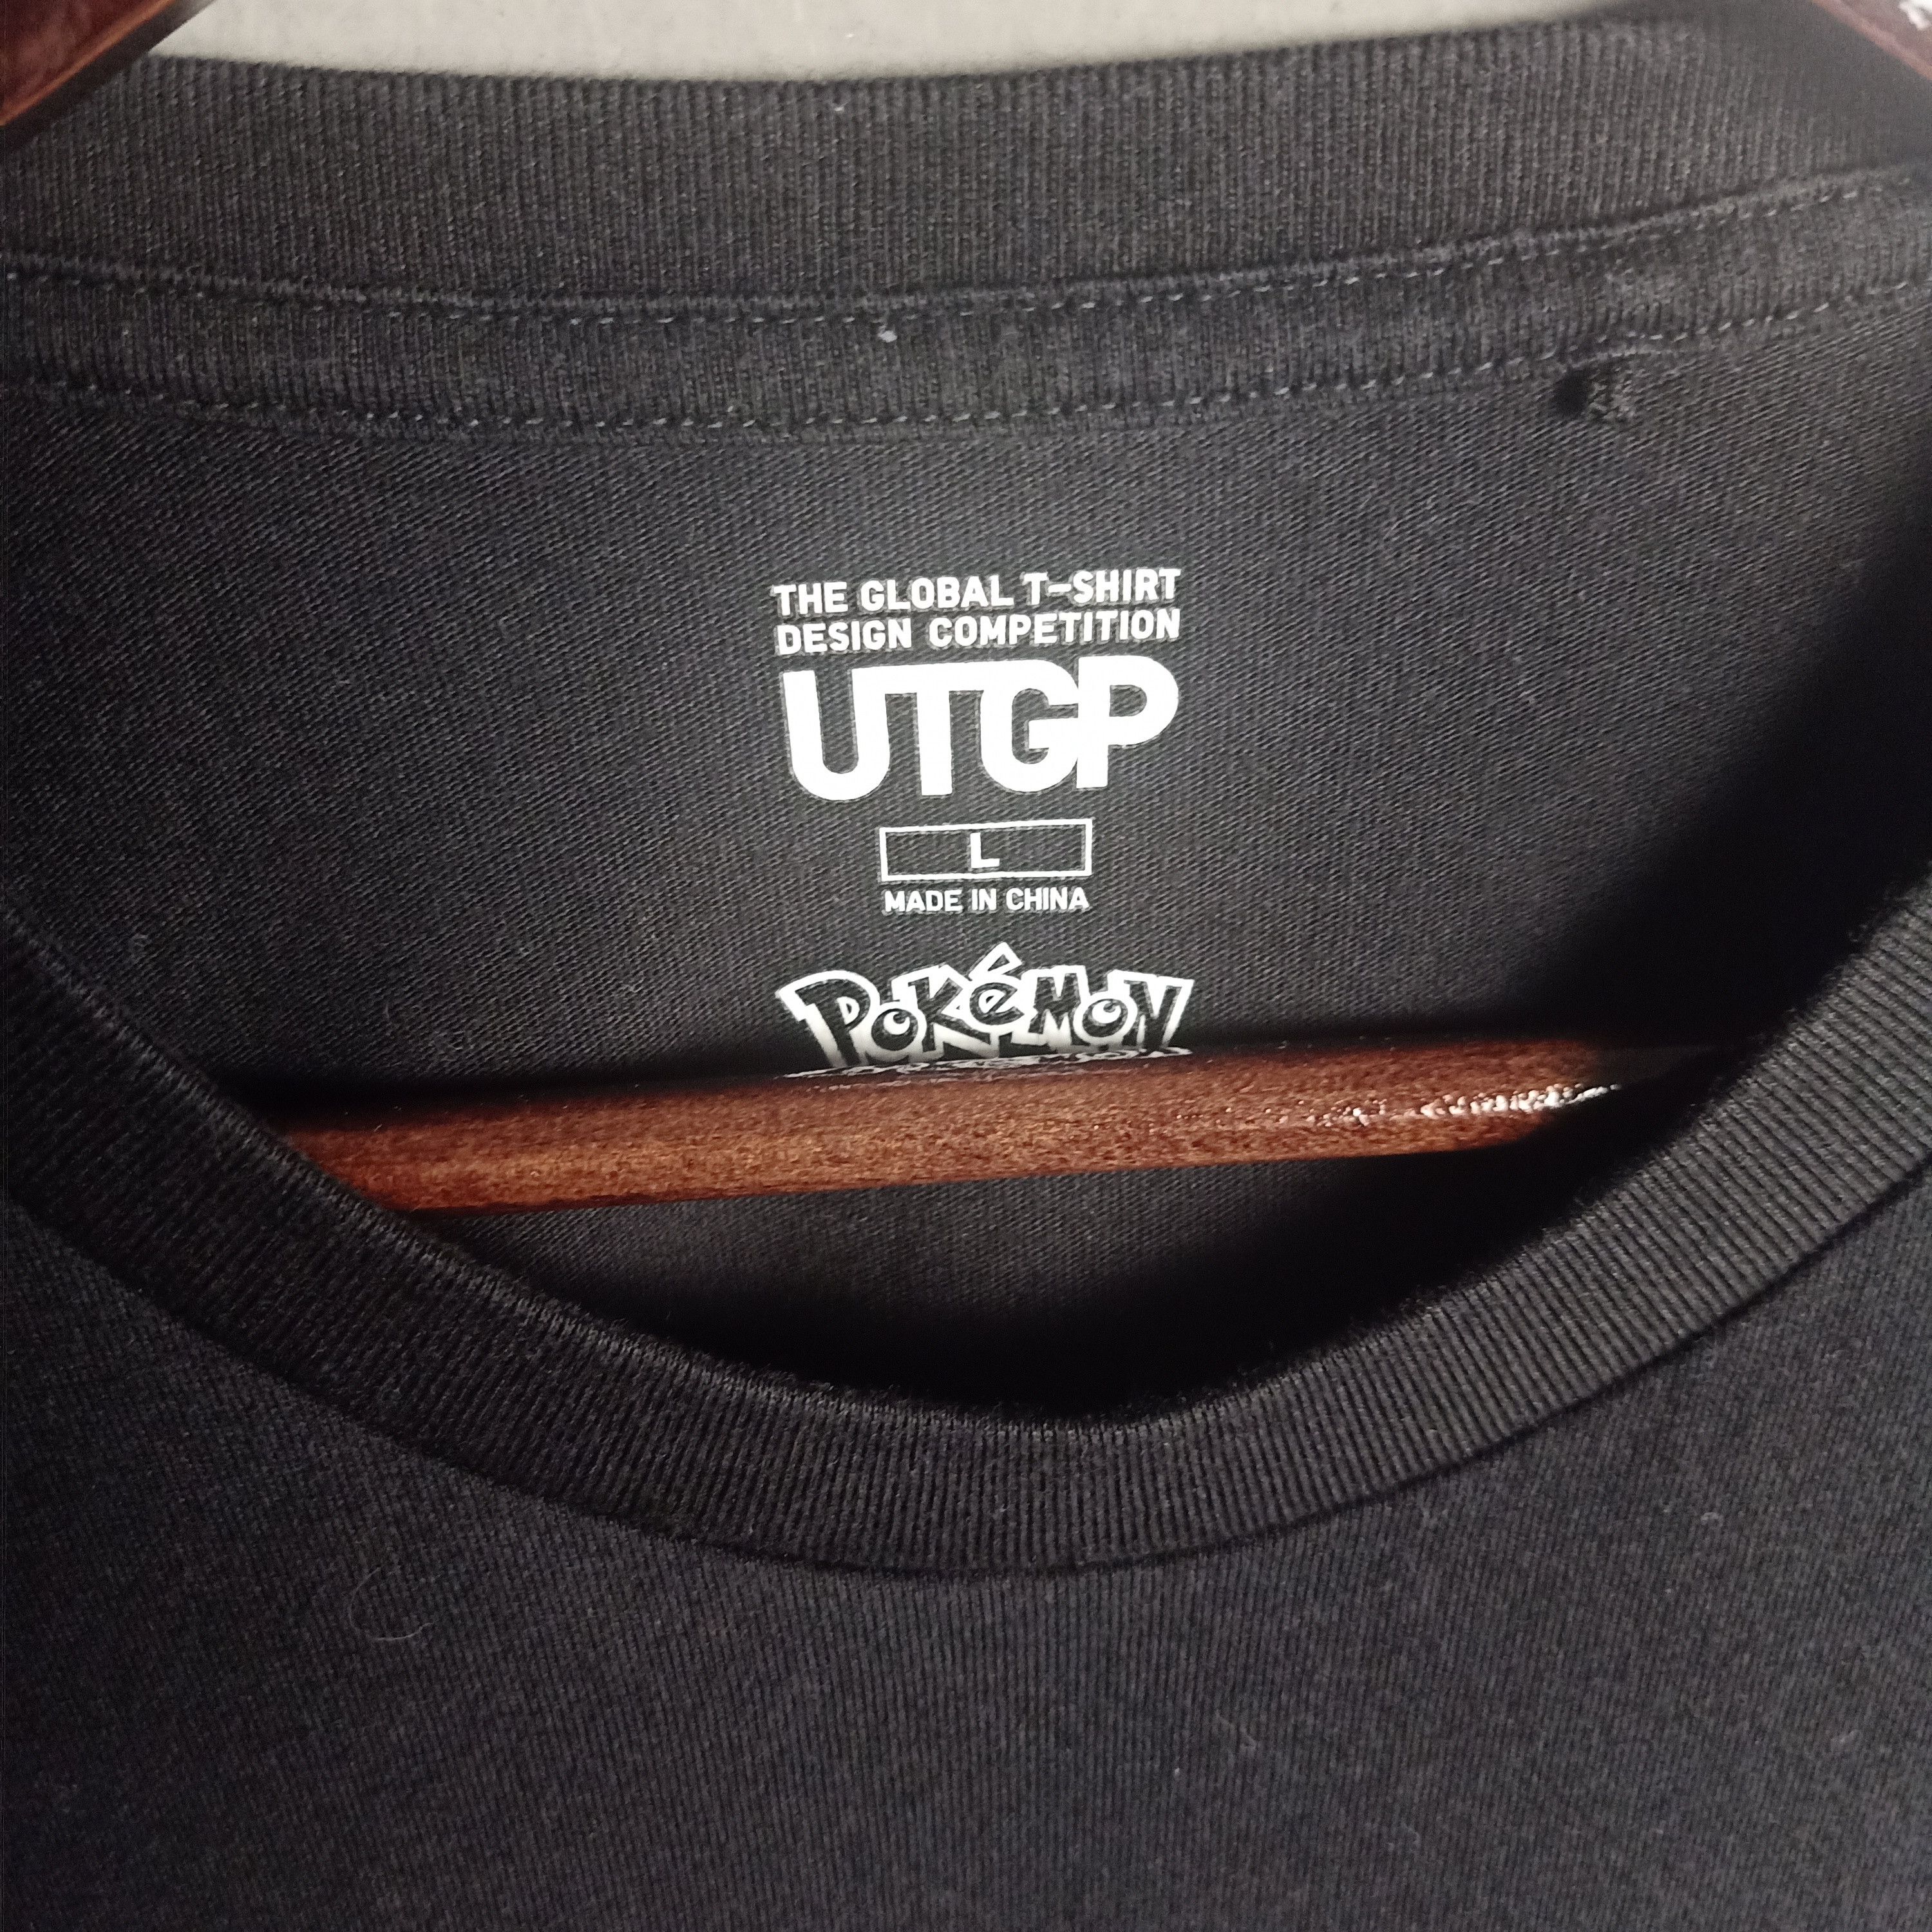 THE GLOBAL T-SHIRT
DESIGN COMPETITION
UTGP
L
MADE IN CHINA
POKéMON